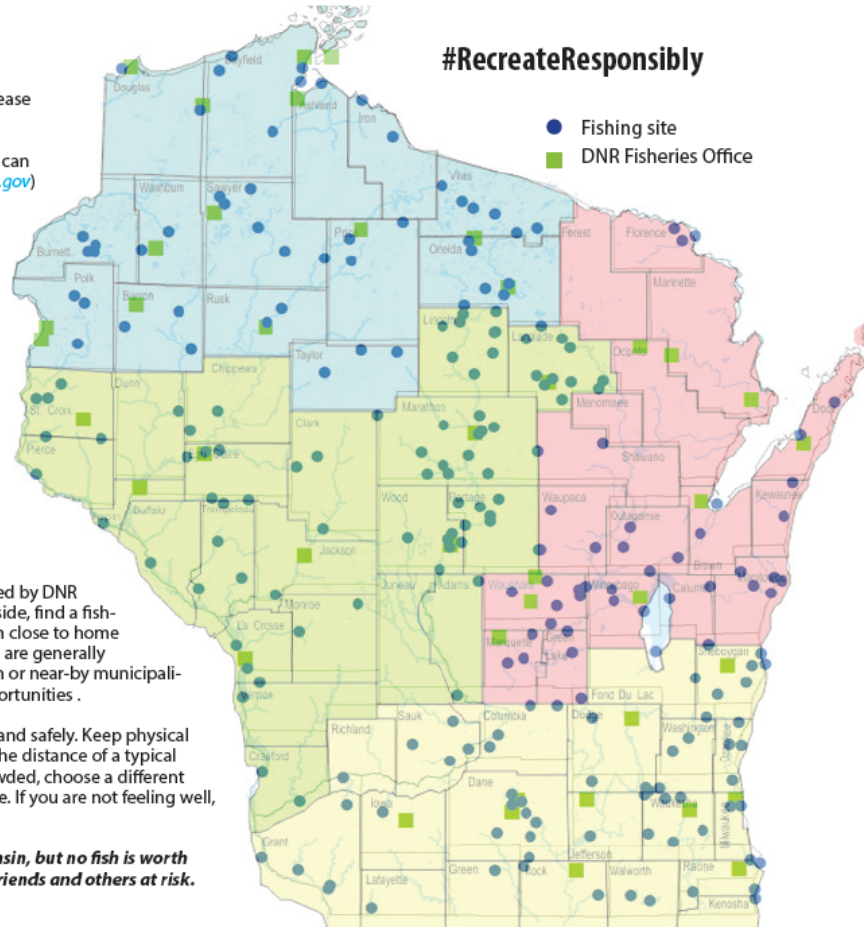 #RecreateResponsibly
ease
can
.gov)
Fishing site
DNR Fisheries Office
Douglas
Bayfield
Ashland
Iron
Vilas
Washburn
Sawyer
Burnett
Price
Oneida
Forest
Florence
Polk
Barron
Rusk
Marinette
Lincoln
Langlade
Oconto
Taylor
Chippewa
Dunn
St. Croix
Menominee
Door
Marathon
Clark
Pierce
Eau Claire
Shawano
Wood
Portage
Waupaca
Outagamie
Kewaunee
Pepin
Buffalo
Trempeleau
Jackson
Brown
ed by DNR
side, find a fish-
n close to home
are generally
n or near-by municipali-
portunities .
Juneau
Adams
Waushara
Winnebago
Calumet
Manitowoc
Monroe
La Crosse
Marquette
Green
Lake
Sheboygan
Vernon
Fond Du Lac
and safely. Keep physical
he distance of a typical
wded, choose a different
e. If you are not feeling well,
Richland
Sauk
Columbia
Dodge
Washington
Ozaukee
Crawford
Dane
Iowa
Waukesha
Milwaukee
nsin, but no fish is worth
riends and others at risk.
Grant
Jefferson
Lafayette
Green
Rock
Walworth
Racine
Kenosha